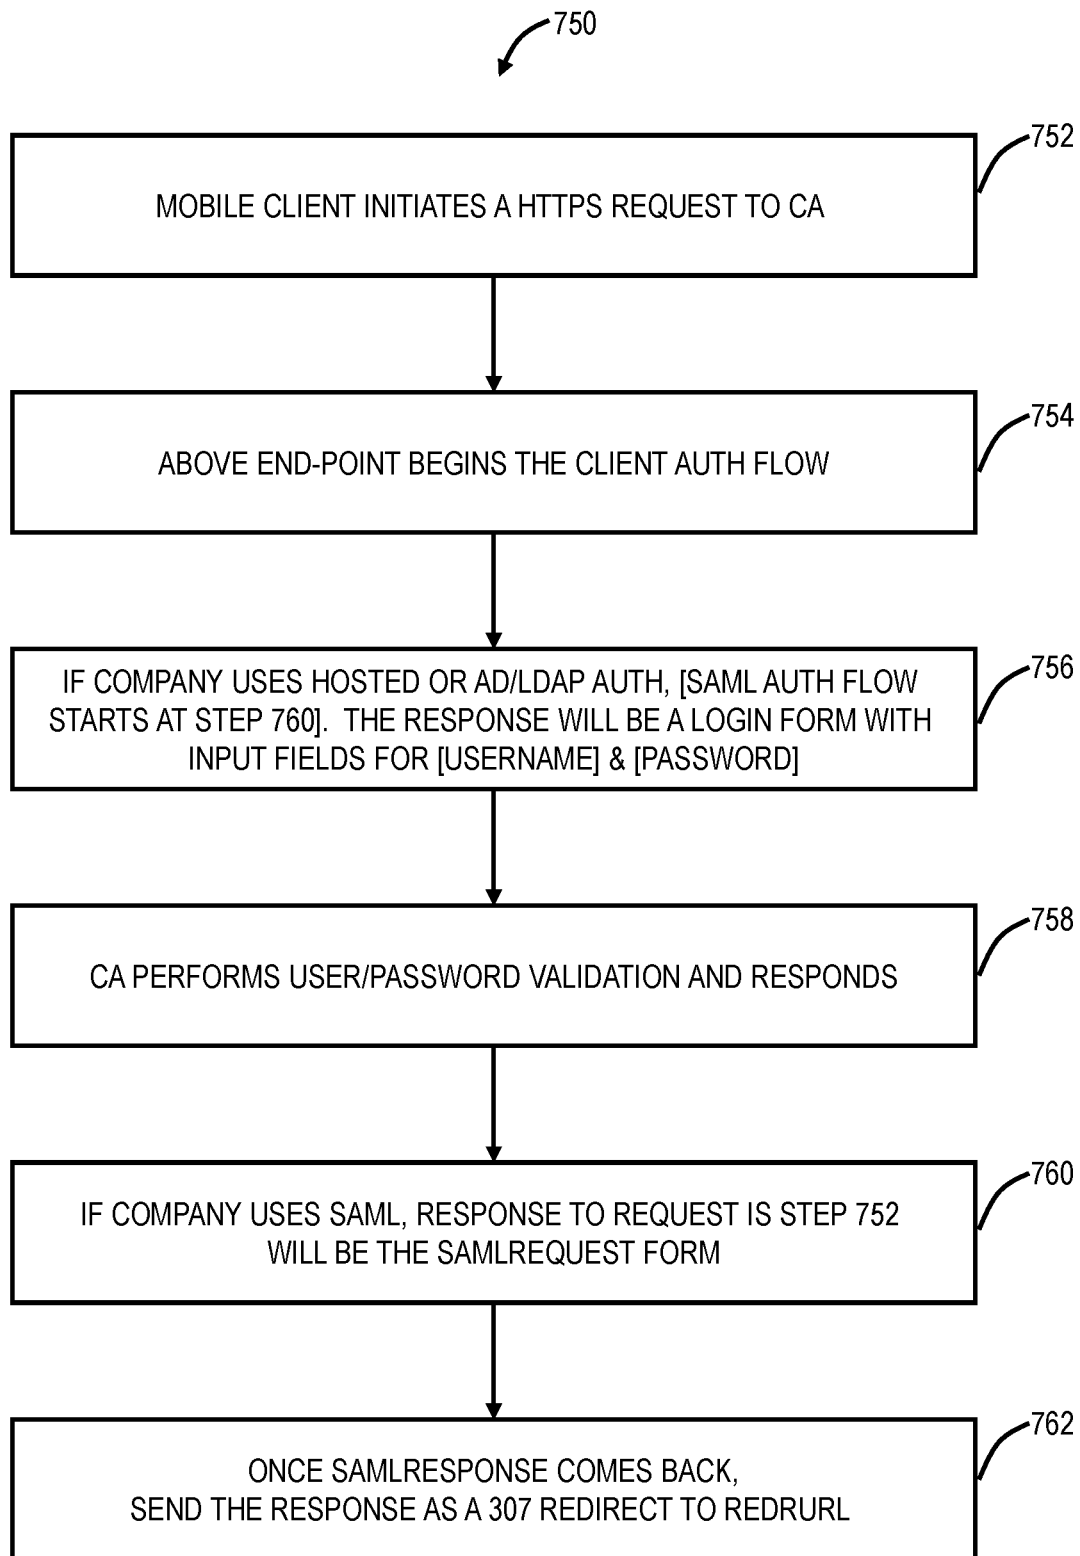 750
752
MOBILE CLIENT INITIATES A HTTPS REQUEST TO CA
754
ABOVE END-POINT BEGINS THE CLIENT AUTH FLOW
756
IF COMPANY USES HOSTED OR AD/LDAP AUTH, [SAML AUTH FLOW
STARTS AT STEP 760]. THE RESPONSE WILL BE A LOGIN FORM WITH
INPUT FIELDS FOR [USERNAME] & [PASSWORD]
758
CA PERFORMS USER/PASSWORD VALIDATION AND RESPONDS
760
IF COMPANY USES SAML, RESPONSE TO REQUEST IS STEP 752
WILL BE THE SAMLREQUEST FORM
762
ONCE SAMLRESPONSE COMES BACK,
SEND THE RESPONSE AS A 307 REDIRECT TO REDRURL